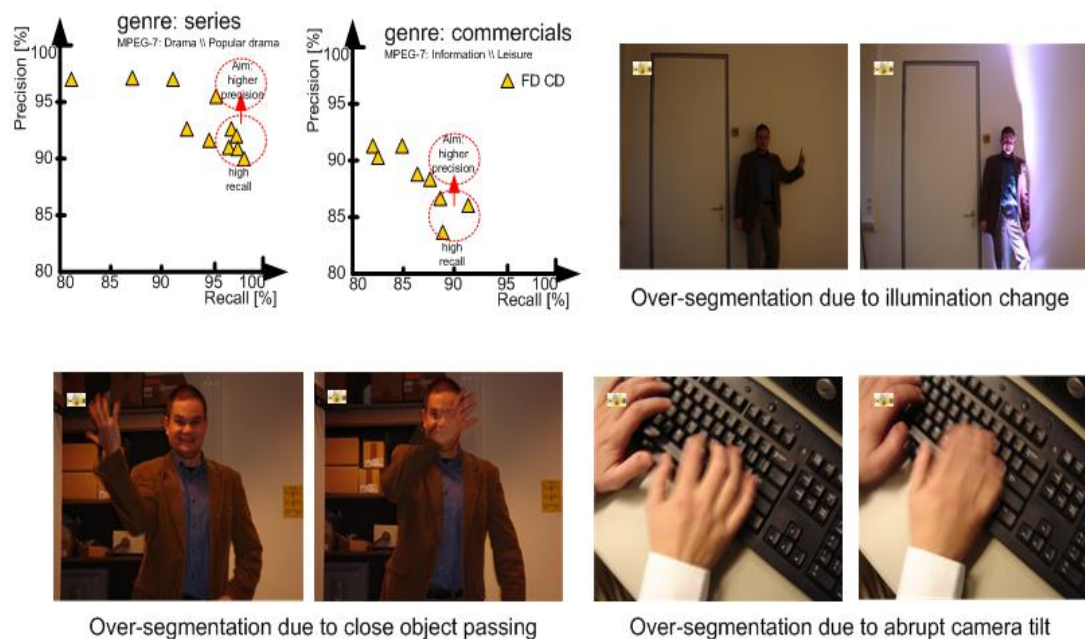 genre: series
MPEG-7: Drama \\ Popular drama
Precision [%]
100
95
90
85
80
80
85
90
95
100
Recall [%]
Aim:
higher
precision
high
recall
genre: commercials
MPEG-7: Information \\ Leisure
FD CD
Precision [%]
100
95
90
85
80
80
85
90
95
100
Recall [%]
Aim:
higher
precision
high
recall
Over-segmentation due to illumination change
Over-segmentation due to close object passing
Over-segmentation due to abrupt camera tilt